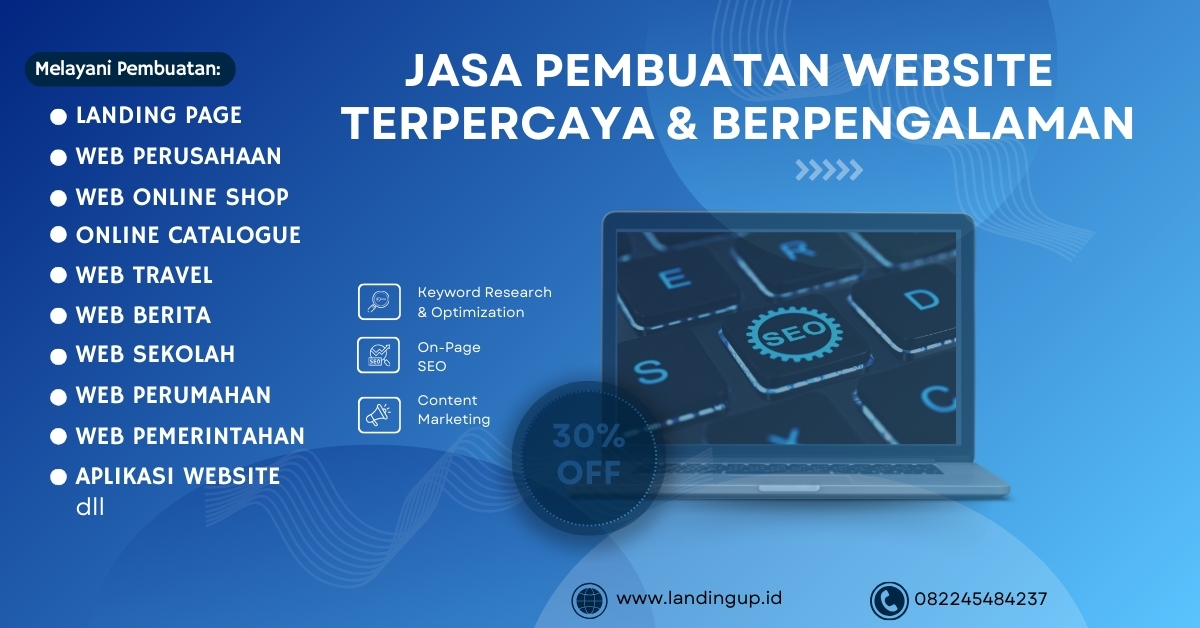 Melayani Pembuatan:
LANDING PAGE
WEB PERUSAHAAN
WEB ONLINE SHOP
ONLINE CATALOGUE
WEB TRAVEL
WEB BERITA
WEB SEKOLAH
WEB PERUMAHAN
WEB PEMERINTAHAN
APLIKASI WEBSITE
dll
JASA PEMBUATAN WEBSITE
TERPERCAYA & BERPENGALAMAN
Keyword Research
& Optimization
SEO
On-Page
SEO
Content
Marketing
E
R
D
SEO
S
C
30%
OFF
www.landingup.id
082245484237